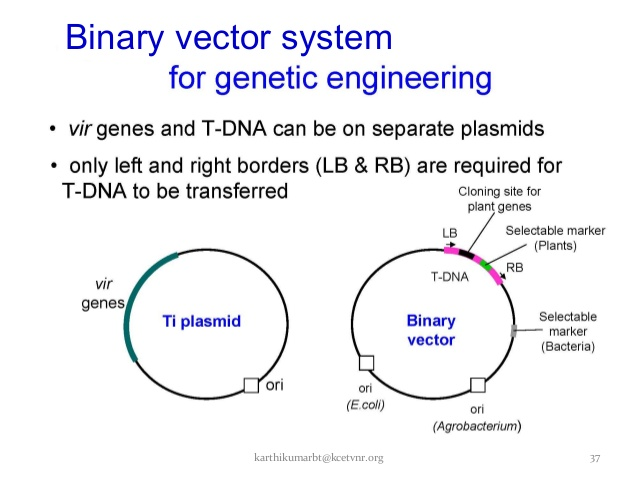 Binary vector system
for genetic engineering
• vir genes and T-DNA can be on separate plasmids
• only left and right borders (LB & RB) are required for
T-DNA to be transferred
Cloning site for
plant genes
LB
Selectable marker
(Plants)
RB
T-DNA
vir
genes
Ti plasmid
ori
Binary
vector
Selectable
marker
(Bacteria)
ori
(E.coli)
ori
(Agrobacterium)
karthikumarbt@kcetvnr.org
37